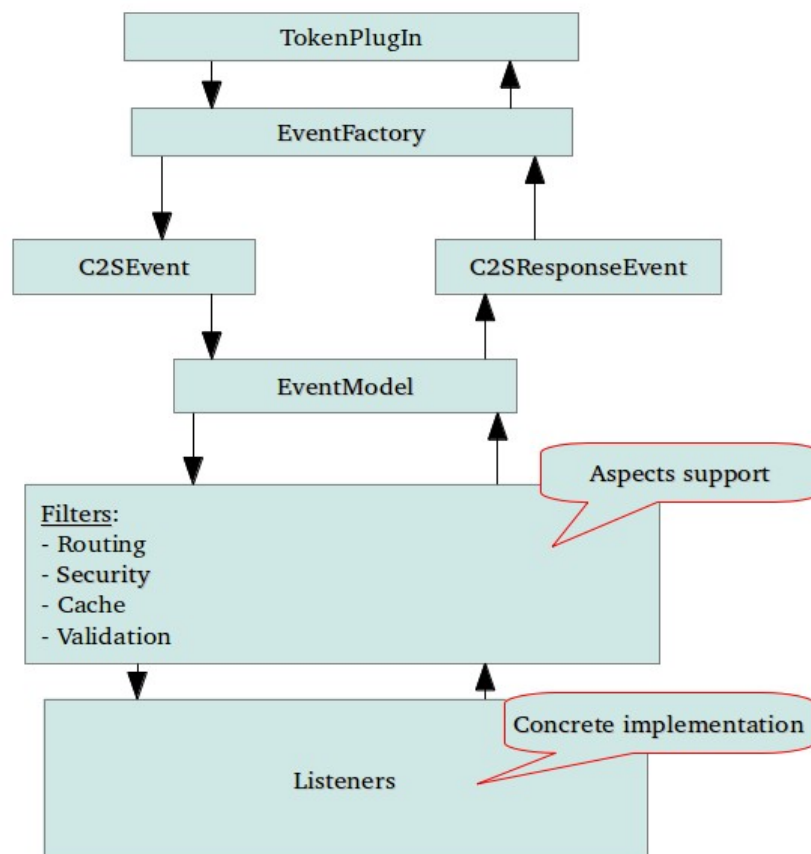 TokenPlugIn
EventFactory
C2SEvent
C2SResponseEvent
EventModel
Aspects support
Filters:
- Routing
- Security
- Cache
- Validation
Concrete implementation
Listeners